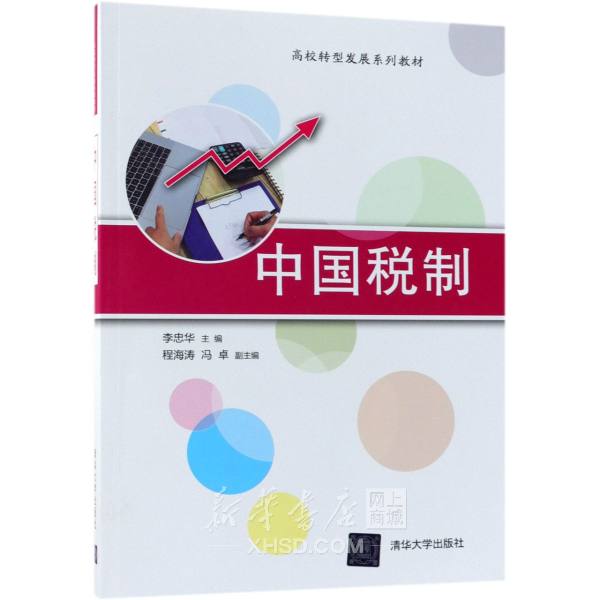 高校转型发展系列教材
中国税制
李忠华 主编
程海涛 冯卓 副主编
新华书店 网上商城
XHSD.COM
清华大学出版社